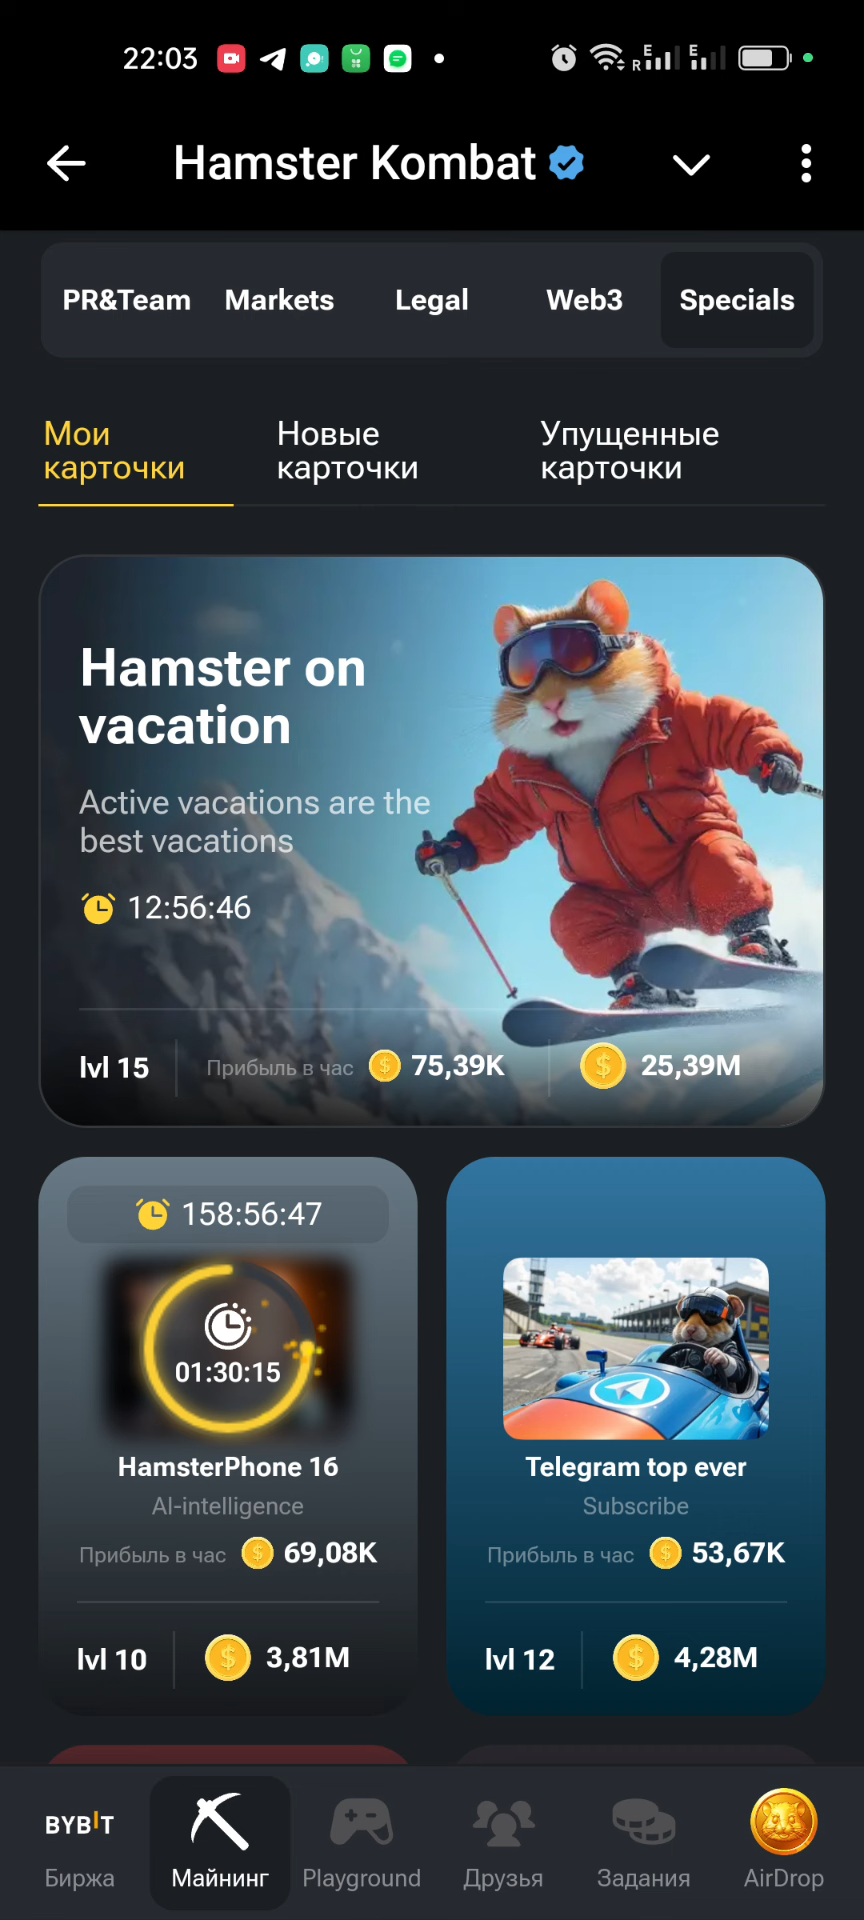 22:03
R E E
Hamster Kombat
PR&Team Markets Legal Web3 Specials
Мои карточки
Новые карточки
Упущенные карточки
Hamster on
vacation
Active vacations are the
best vacations
12:56:46
lvl 15 Прибыль в час 75,39K 25,39M
158:56:47
01:30:15
HamsterPhone 16
AI-intelligence
Прибыль в час 69,08K
lvl 10 3,81M
Telegram top ever
Subscribe
Прибыль в час 53,67K
lvl 12 4,28M
BYBIT
Биржа Майнинг Playground Друзья Задания AirDrop